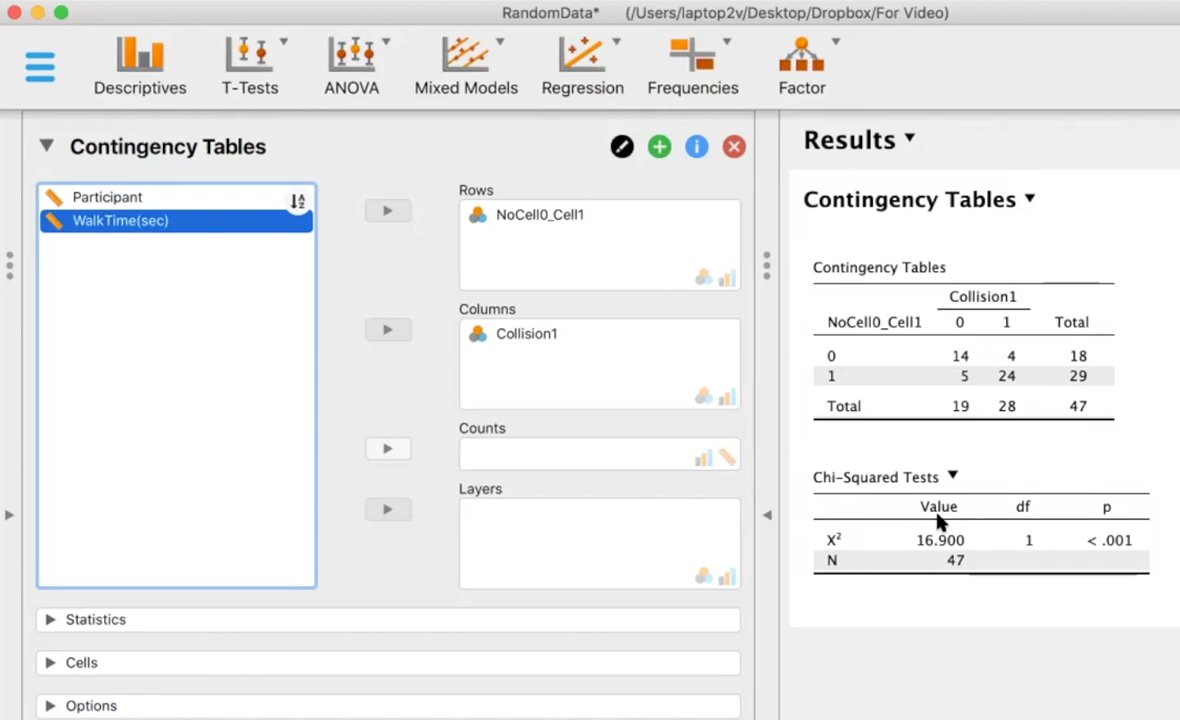 RandomData* (/Users/laptop2v/Desktop/Dropbox/For Video)
Descriptives T-Tests ANOVA Mixed Models Regression Frequencies Factor
Contingency Tables
Participant
WalkTime(sec)
Rows
NoCell0_Cell1
Columns
Collision1
Counts
Layers
Statistics
Cells
Options
Results
Contingency Tables
Contingency Tables
Collision1
NoCell0_Cell1 0 1 Total
0 14 4 18
1 5 24 29
Total 19 28 47
Chi-Squared Tests
Value df p
X² 16.900 1 < .001
N 47